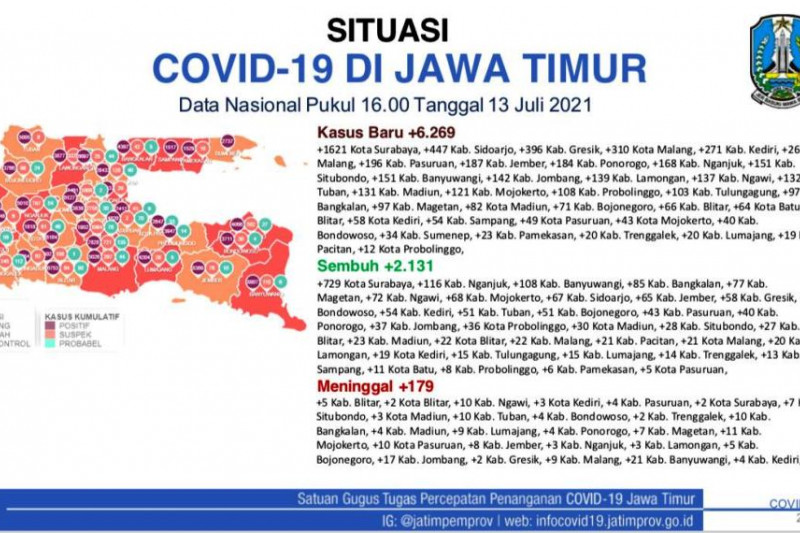 SITUASI
COVID-19 DI JAWA TIMUR
Data Nasional Pukul 16.00 Tanggal 13 Juli 2021
Kasus Baru +6.269
+1621 Kota Surabaya, +447 Kab. Sidoarjo, +396 Kab. Gresik, +310 Kota Malang, +271 Kab. Kediri, +26
Malang, +196 Kab. Pasuruan, +187 Kab. Jember, +184 Kab. Ponorogo, +168 Kab. Nganjuk, +151 Kab.
Situbondo, +151 Kab. Banyuwangi, +142 Kab. Jombang, +139 Kab. Lamongan, +137 Kab. Ngawi, +132
Tuban, +131 Kab. Madiun, +121 Kab. Mojokerto, +108 Kab. Probolinggo, +103 Kab. Tulungagung, +97
Bangkalan, +97 Kab. Magetan, +82 Kota Madiun, +71 Kab. Bojonegoro, +66 Kab. Blitar, +64 Kota Batu
Blitar, +58 Kota Kediri, +54 Kab. Sampang, +49 Kota Pasuruan, +43 Kota Mojokerto, +40 Kab.
Bondowoso, +34 Kab. Sumenep, +23 Kab. Pamekasan, +20 Kab. Trenggalek, +20 Kab. Lumajang, +19
Pacitan, +12 Kota Probolinggo,
Sembuh +2.131
+729 Kota Surabaya, +116 Kab. Nganjuk, +108 Kab. Banyuwangi, +85 Kab. Bangkalan, +77 Kab.
Magetan, +72 Kab. Ngawi, +68 Kab. Mojokerto, +67 Kab. Sidoarjo, +65 Kab. Jember, +58 Kab. Gresik,
Bondowoso, +54 Kab. Kediri, +51 Kab. Tuban, +51 Kab. Bojonegoro, +43 Kab. Pasuruan, +40 Kab.
Ponorogo, +37 Kab. Jombang, +36 Kota Probolinggo, +30 Kota Madiun, +28 Kab. Situbondo, +27 Kab.
Blitar, +23 Kab. Madiun, +22 Kota Blitar, +22 Kab. Malang, +21 Kab. Pacitan, +21 Kota Malang, +20 Ka
Lamongan, +19 Kota Kediri, +15 Kab. Tulungagung, +15 Kab. Lumajang, +14 Kab. Trenggalek, +13 Kab
Sampang, +11 Kota Batu, +8 Kab. Probolinggo, +6 Kab. Pamekasan, +5 Kota Pasuruan,
Meninggal +179
+5 Kab. Blitar, +2 Kota Blitar, +10 Kab. Ngawi, +3 Kota Kediri, +4 Kab. Pasuruan, +2 Kota Surabaya, +7
Situbondo, +3 Kota Madiun, +10 Kab. Tuban, +4 Kab. Bondowoso, +2 Kab. Trenggalek, +10 Kab.
Bangkalan, +4 Kab. Madiun, +9 Kab. Lumajang, +4 Kab. Ponorogo, +7 Kab. Magetan, +11 Kab.
Mojokerto, +10 Kota Pasuruan, +8 Kab. Jember, +3 Kab. Nganjuk, +3 Kab. Lamongan, +5 Kab.
Bojonegoro, +17 Kab. Jombang, +2 Kab. Gresik, +9 Kab. Malang, +21 Kab. Banyuwangi, +4 Kab. Kediri,
KASUS KUMULATIF
POSITIF
SUSPEK
PROBABEL
Satuan Gugus Tugas Percepatan Penanganan COVID-19 Jawa Timur
IG: @jatimpemprov | web: infocovid19.jatimprov.go.id
COVI